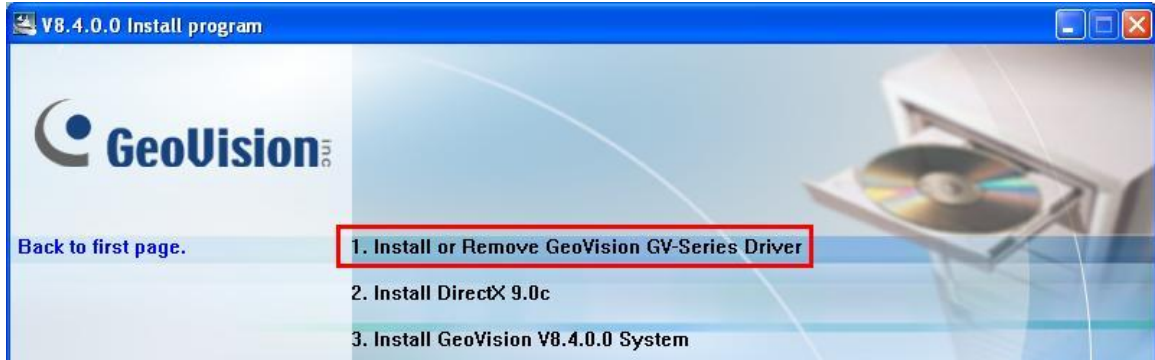 V8.4.0.0 Install program
GeoVision inc
Back to first page.
1. Install or Remove GeoVision GV-Series Driver
2. Install DirectX 9.0c
3. Install GeoVision V8.4.0.0 System